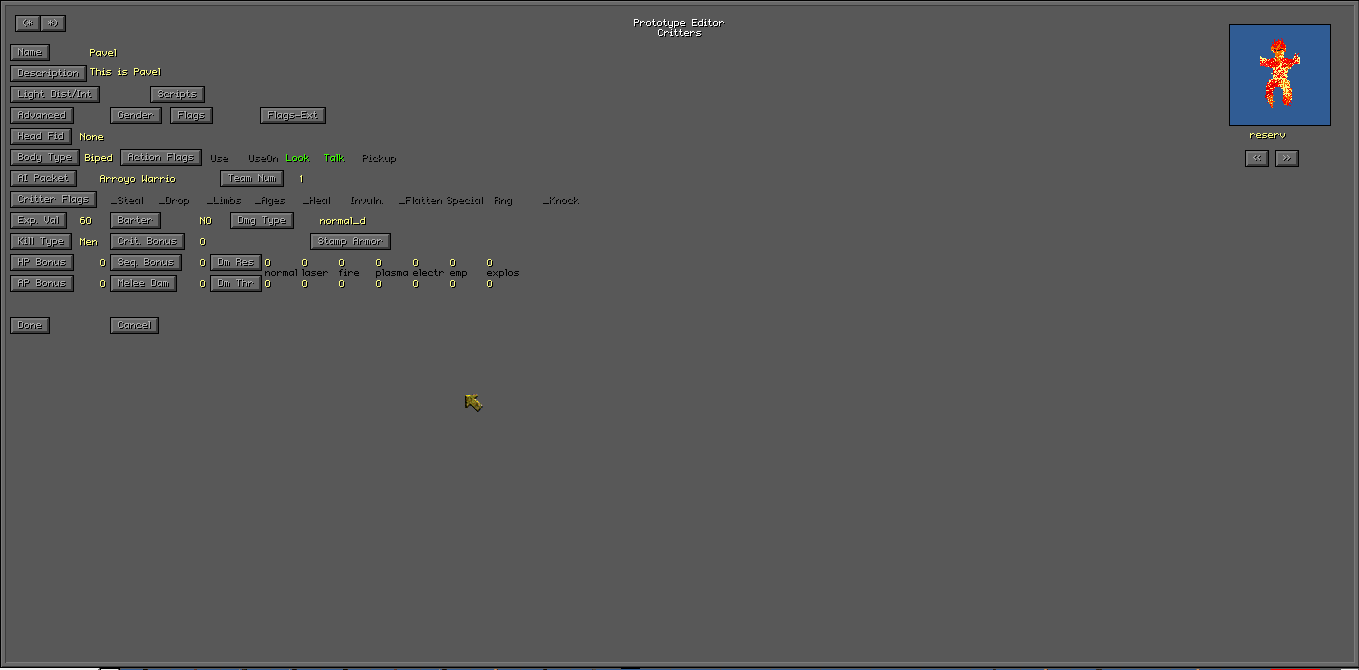 <* *>
Prototype Editor
Critters
Name Pavel
Description This is Pavel
Light Dist/Int Scripts
Advanced Gender Flags Flags-Ext
reserv
Head Fid None
Body Type Biped Action Flags Use UseOn Look Talk Pickup
<< >>
AI Packet Arroyo Warrio Team Num 1
Critter Flags _Steal _Drop _Limbs _Ages _Heal Invuln. _Flatten Special Rng _Knock
Exp. Val 60 Barter NO Dmg Type normal_d
Kill Type Men Crit. Bonus 0 Stamp Armor
HP Bonus 0 Seq. Bonus 0 Dm Res 0 0 0 0 0 0 0
normal laser fire plasma electr emp explos
AP Bonus 0 Melee Dam 0 Dm Thr 0 0 0 0 0 0 0
Done Cancel